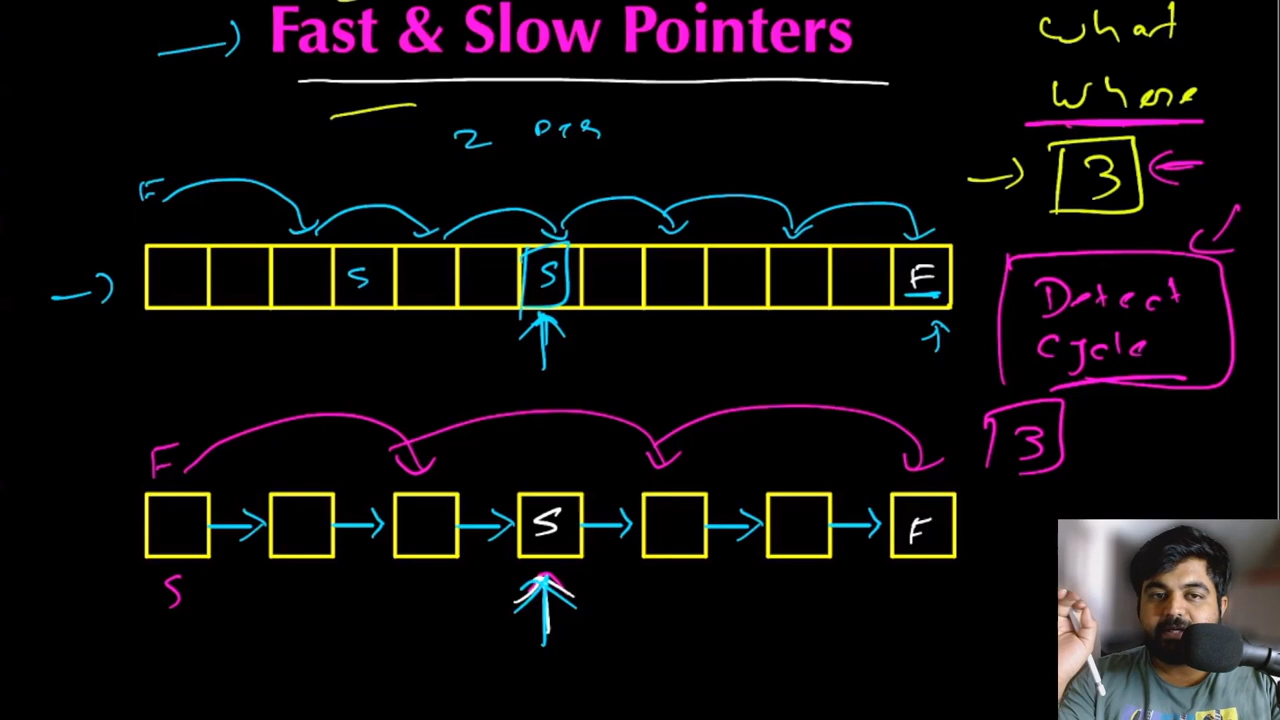 Fast & Slow Pointers
What
Where
2 Ptr
3
F
S S F
Detect
Cycle
3
F
S F
S